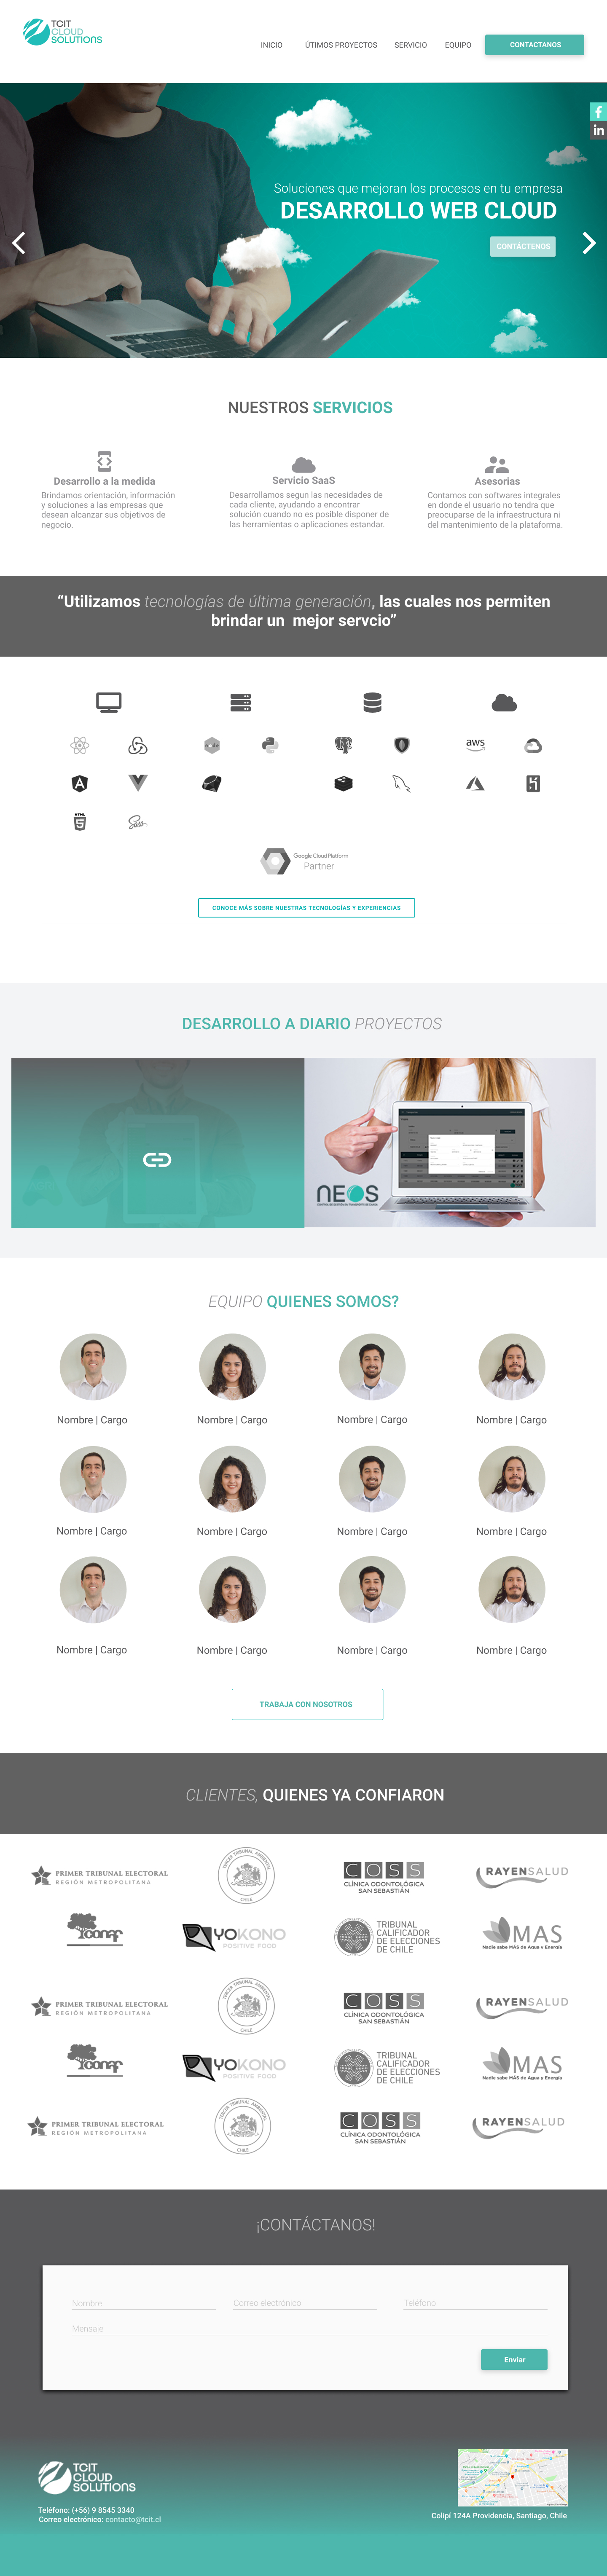 TCIT
CLOUD
SOLUTIONS
INICIO
ÚTIMOS PROYECTOS
SERVICIO
EQUIPO
CONTACTANOS
Soluciones que mejoran los procesos en tu empresa
DESARROLLO WEB CLOUD
CONTÁCTENOS
NUESTROS SERVICIOS
Desarrollo a la medida
Brindamos orientación, información
y soluciones a las empresas que
desean alcanzar sus objetivos de
negocio.
Servicio SaaS
Desarrollamos segun las necesidades de
cada cliente, ayudando a encontrar
solución cuando no es posible disponer de
las herramientas o aplicaciones estandar.
Asesorias
Contamos con softwares integrales
en donde el usuario no tendra que
preocuparse de la infraestructura ni
del mantenimiento de la plataforma.
“Utilizamos tecnologías de última generación, las cuales nos permiten
brindar un mejor servcio”
aws
Sass
Google Cloud Platform
Partner
CONOCE MÁS SOBRE NUESTRAS TECNOLOGÍAS Y EXPERIENCIAS
DESARROLLO A DIARIO PROYECTOS
NEOS
EQUIPO QUIENES SOMOS?
Nombre | Cargo
Nombre | Cargo
Nombre | Cargo
Nombre | Cargo
Nombre | Cargo
Nombre | Cargo
Nombre | Cargo
Nombre | Cargo
Nombre | Cargo
Nombre | Cargo
Nombre | Cargo
Nombre | Cargo
TRABAJA CON NOSOTROS
CLIENTES, QUIENES YA CONFIARON
PRIMER TRIBUNAL ELECTORAL
REGIÓN METROPOLITANA
TERCER TRIBUNAL AMBIENTAL
CHILE
COSS
CLÍNICA ODONTOLÓGICA
SAN SEBASTIÁN
RAYENSALUD
YOKONO
POSITIVE FOOD
TRIBUNAL
CALIFICADOR
DE ELECCIONES
DE CHILE
MAS
Nadie sabe MÁS de Agua y Energía
PRIMER TRIBUNAL ELECTORAL
REGIÓN METROPOLITANA
TERCER TRIBUNAL AMBIENTAL
CHILE
COSS
CLÍNICA ODONTOLÓGICA
SAN SEBASTIÁN
RAYENSALUD
YOKONO
POSITIVE FOOD
TRIBUNAL
CALIFICADOR
DE ELECCIONES
DE CHILE
MAS
Nadie sabe MÁS de Agua y Energía
PRIMER TRIBUNAL ELECTORAL
REGIÓN METROPOLITANA
TERCER TRIBUNAL AMBIENTAL
CHILE
COSS
CLÍNICA ODONTOLÓGICA
SAN SEBASTIÁN
RAYENSALUD
¡CONTÁCTANOS!
Nombre
Correo electrónico
Teléfono
Mensaje
Enviar
TCIT
CLOUD
SOLUTIONS
Teléfono: (+56) 9 8545 3340
Correo electrónico: contacto@tcit.cl
Colipí 124A Providencia, Santiago, Chile